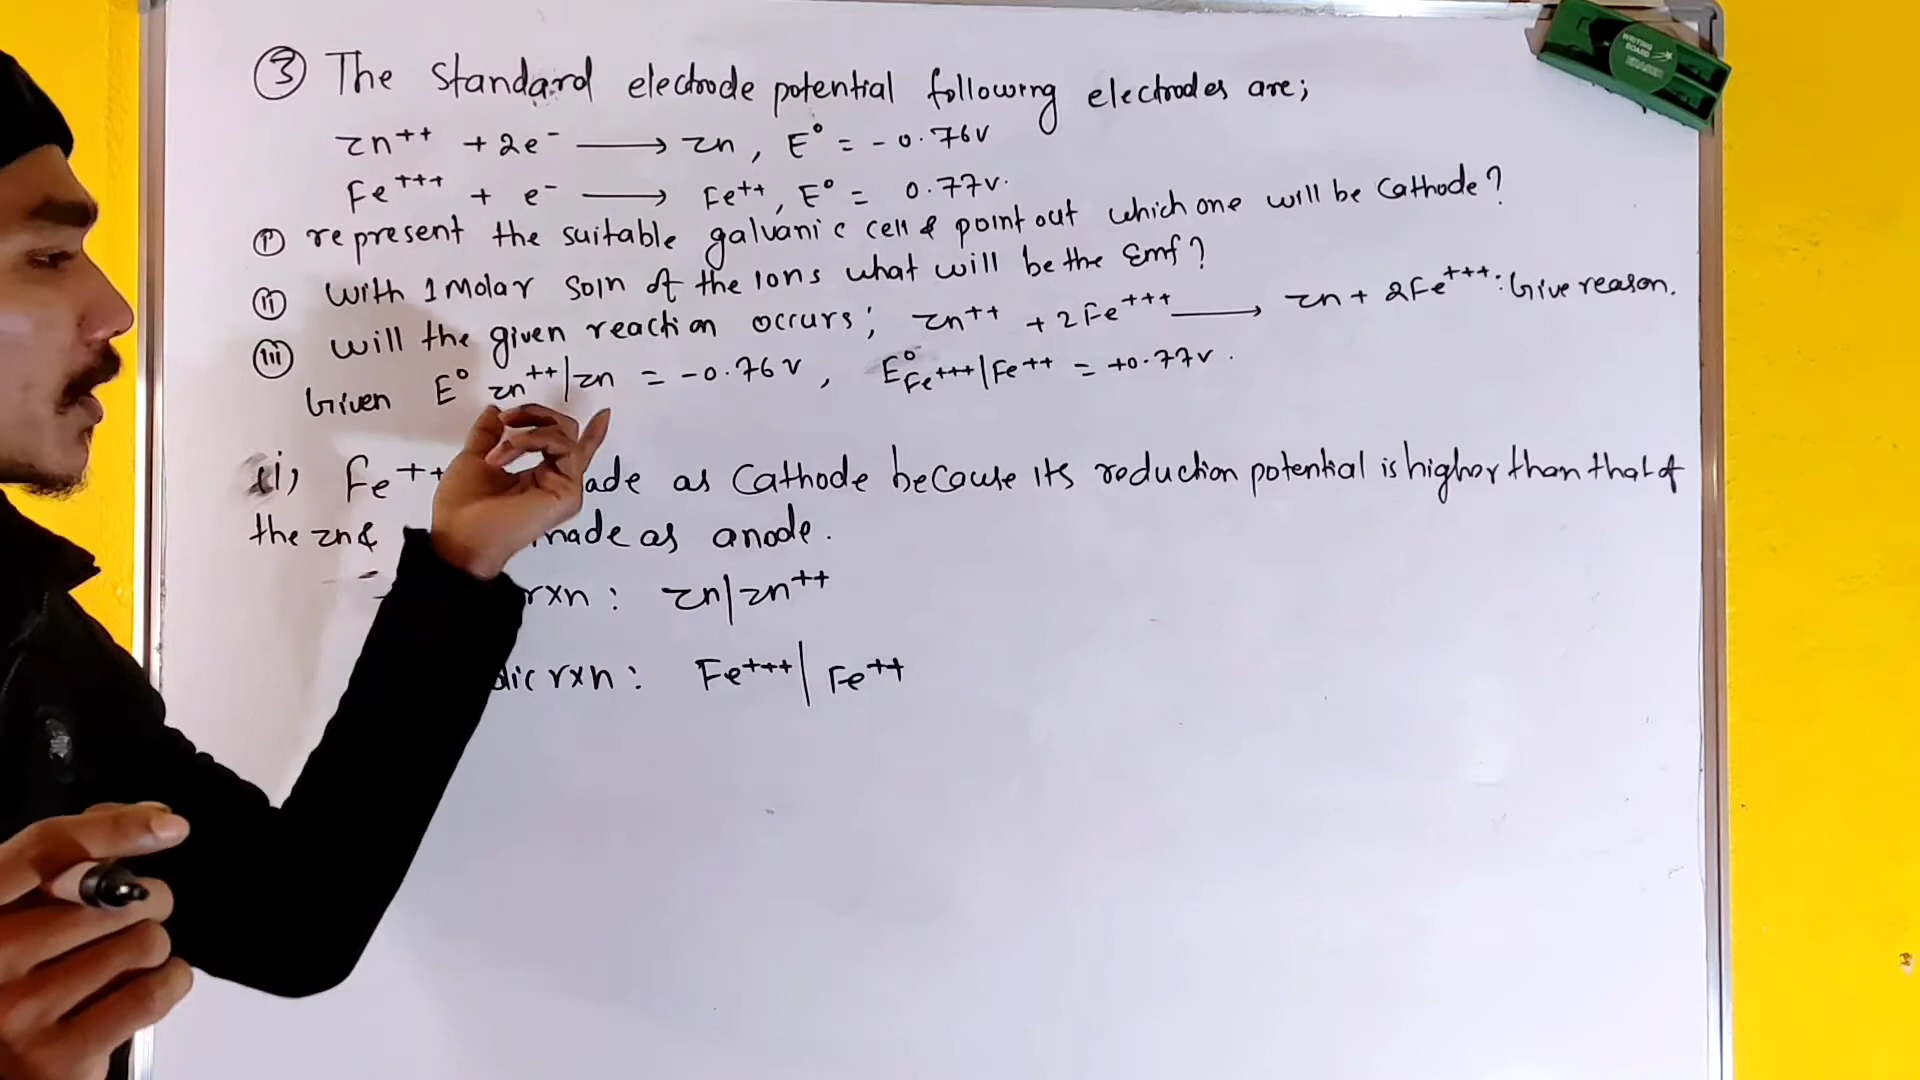 ③ The standard electrode potential following electrodes are;
zn⁺⁺ + 2e⁻ ⟶ zn, E° = -0.76v
Fe⁺⁺⁺ + e⁻ ⟶ Fe⁺⁺, E° = 0.77v.
ⓘ represent the suitable galvanic cell & point out which one will be Cathode?
ⓘⓘ with 1 Molar soln of the Ions what will be the Emf?
ⓘⓘⓘ will the given reaction occurs; zn⁺⁺ + 2Fe⁺⁺⁺ ⟶ zn + 2Fe⁺⁺⁺. Give reason.
Given E° zn⁺⁺|zn = -0.76v, E°Fe⁺⁺⁺|Fe⁺⁺ = +0.77v.
i, Fe ade as Cathode because its reduction potential is higher than that of
the zn & made as anode.
rxn: zn|zn⁺⁺
dic rxn: Fe⁺⁺⁺|Fe⁺⁺
WRITING BOARD